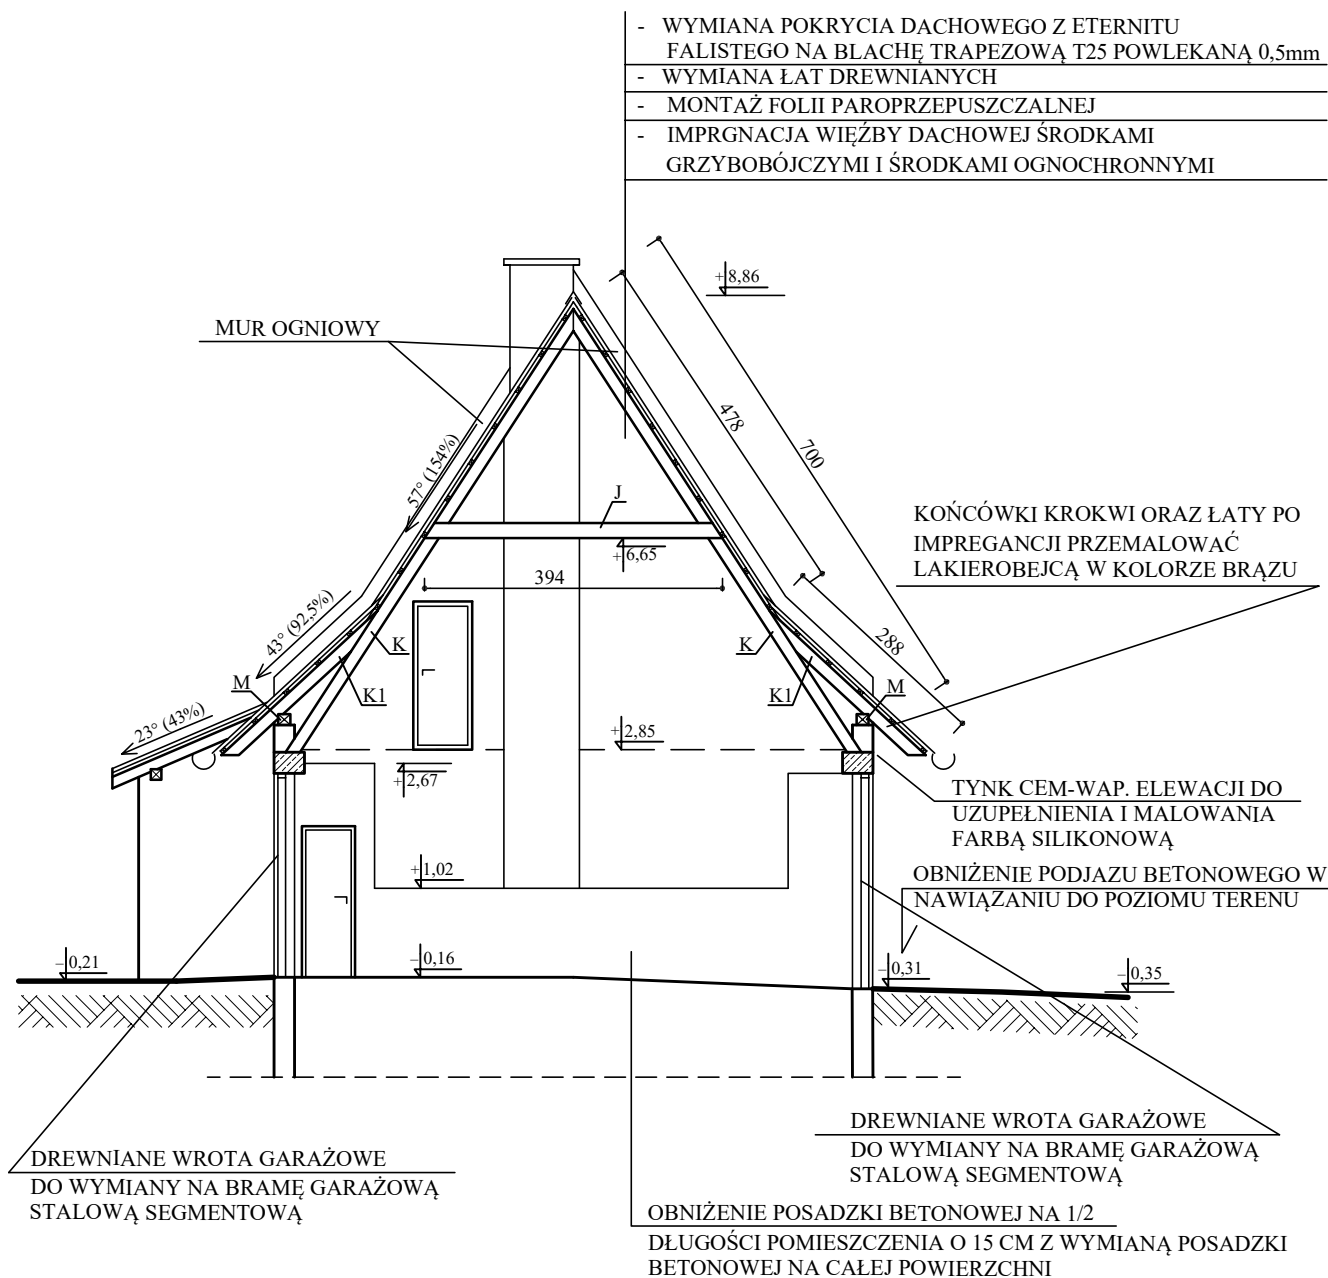 - WYMIANA POKRYCIA DACHOWEGO Z ETERNITU
FALISTEGO NA BLACHĘ TRAPEZOWĄ T25 POWLEKANĄ 0,5mm
- WYMIANA ŁAT DREWNIANYCH
- MONTAŻ FOLII PAROPRZEPUSZCZALNEJ
- IMPRGNACJA WIĘŹBY DACHOWEJ ŚRODKAMI
GRZYBOBÓJCZYMI I ŚRODKAMI OGNOCHRONNYMI
+8,86
MUR OGNIOWY
478
700
57° (154%)
J
+6,65
394
KOŃCÓWKI KROKWI ORAZ ŁATY PO
IMPREGANCJI PRZEMALOWAĆ
LAKIEROBEJCĄ W KOLORZE BRĄZU
43° (92,5%)
288
K
K
M
K1
K1
M
23° (43%)
+2,85
+2,67
TYNK CEM-WAP. ELEWACJI DO
UZUPEŁNIENIA I MALOWANIA
FARBĄ SILIKONOWĄ
+1,02
OBNIŻENIE PODJAZU BETONOWEGO W
NAWIĄZANIU DO POZIOMU TERENU
-0,21
-0,16
-0,31
-0,35
DREWNIANE WROTA GARAŻOWE
DO WYMIANY NA BRAMĘ GARAŻOWĄ
STALOWĄ SEGMENTOWĄ
DREWNIANE WROTA GARAŻOWE
DO WYMIANY NA BRAMĘ GARAŻOWĄ
STALOWĄ SEGMENTOWĄ
OBNIŻENIE POSADZKI BETONOWEJ NA 1/2
DŁUGOŚCI POMIESZCZENIA O 15 CM Z WYMIANĄ POSADZKI
BETONOWEJ NA CAŁEJ POWIERZCHNI